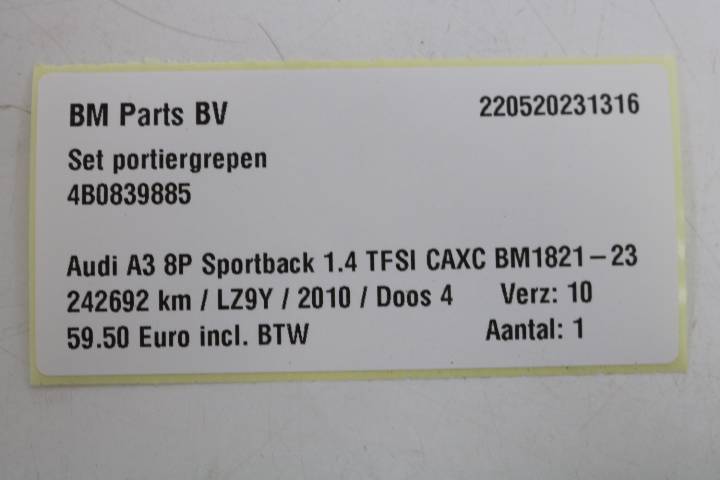 BM Parts BV 220520231316
Set portiergrepen
4B0839885
Audi A3 8P Sportback 1.4 TFSI CAXC BM1821-23
242692 km / LZ9Y / 2010 / Doos 4 Verz: 10
59.50 Euro incl. BTW Aantal: 1